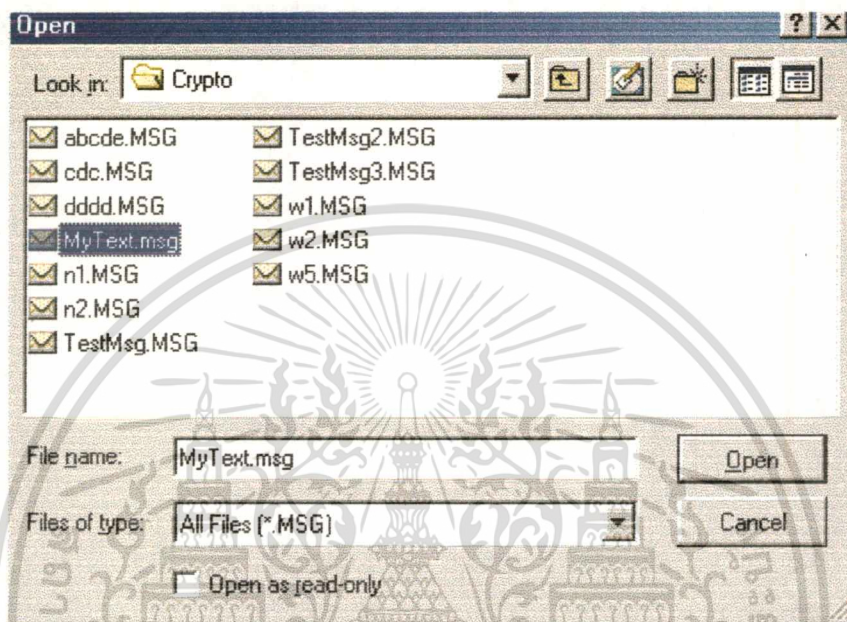 Open
Look in: Crypto
abcde.MSG
cdc.MSG
dddd.MSG
MyText.msg
n1.MSG
n2.MSG
TestMsg.MSG
TestMsg2.MSG
TestMsg3.MSG
w1.MSG
w2.MSG
w5.MSG
File name: MyText.msg Open
Files of type: All Files (*.MSG) Cancel
Open as read-only